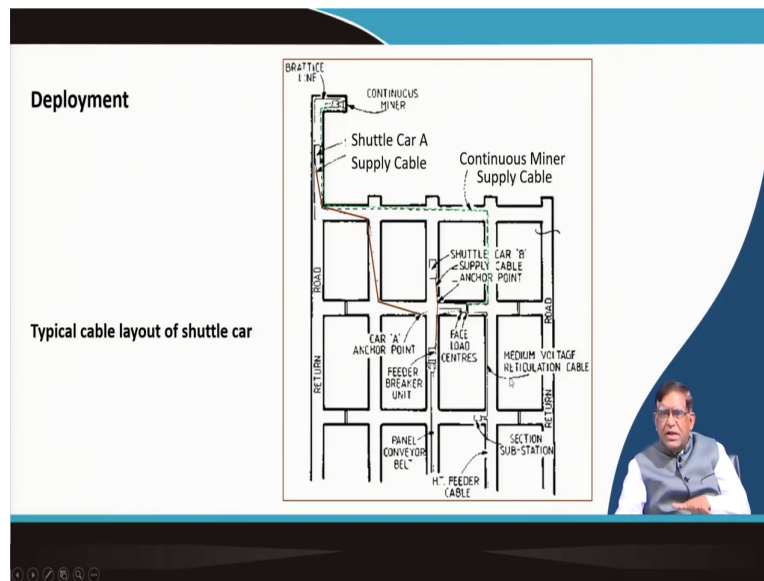 Deployment
BRATTICE
LINE
CONTINUOUS
MINER
Shuttle Car A
Supply Cable
Continuous Miner
Supply Cable
SHUTTLE CAR 'B'
SUPPLY CABLE
ANCHOR POINT
ROAD
RETURN
Typical cable layout of shuttle car
CAR 'A'
ANCHOR POINT
FACE
LOAD
CENTRES
ROAD
RETURN
FEEDER
BREAKER
UNIT
MEDIUM VOLTAGE
RETICULATION CABLE
PANEL
CONVEYOR
BELT
SECTION
SUB-STATION
H.T. FEEDER
CABLE